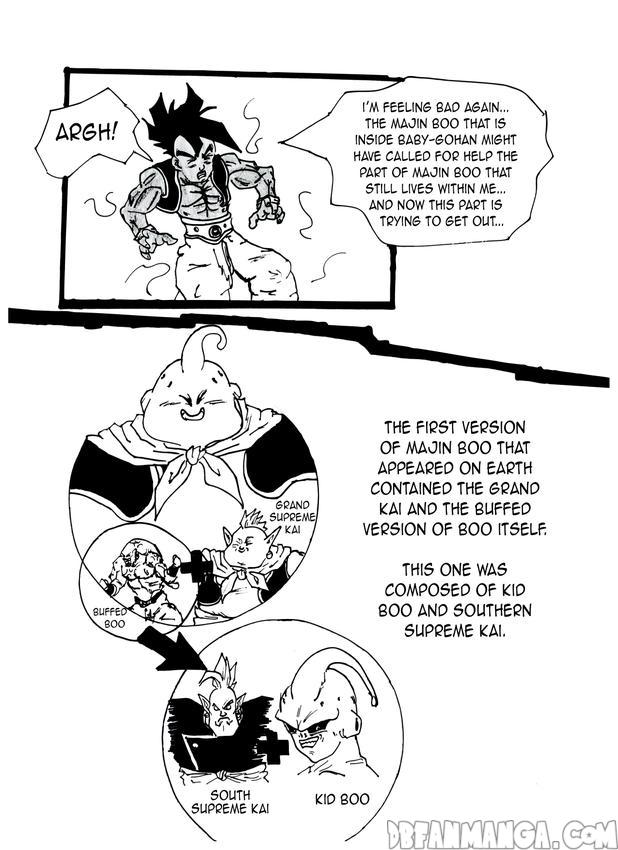 ARGH!
I'M FEELING BAD AGAIN...
THE MAJIN BOO THAT IS
INSIDE BABY-GOHAN MIGHT
HAVE CALLED FOR HELP THE
PART OF MAJIN BOO THAT
STILL LIVES WITHIN ME...
AND NOW THIS PART IS
TRYING TO GET OUT...
THE FIRST VERSION
OF MAJIN BOO THAT
APPEARED ON EARTH
CONTAINED THE GRAND
KAI AND THE BUFFED
VERSION OF BOO ITSELF.
THIS ONE WAS
COMPOSED OF KID
BOO AND SOUTHERN
SUPREME KAI.
GRAND
SUPREME
KAI
BUFFED
BOO
SOUTH
SUPREME KAI
KID BOO
DBFANMANGA.COM